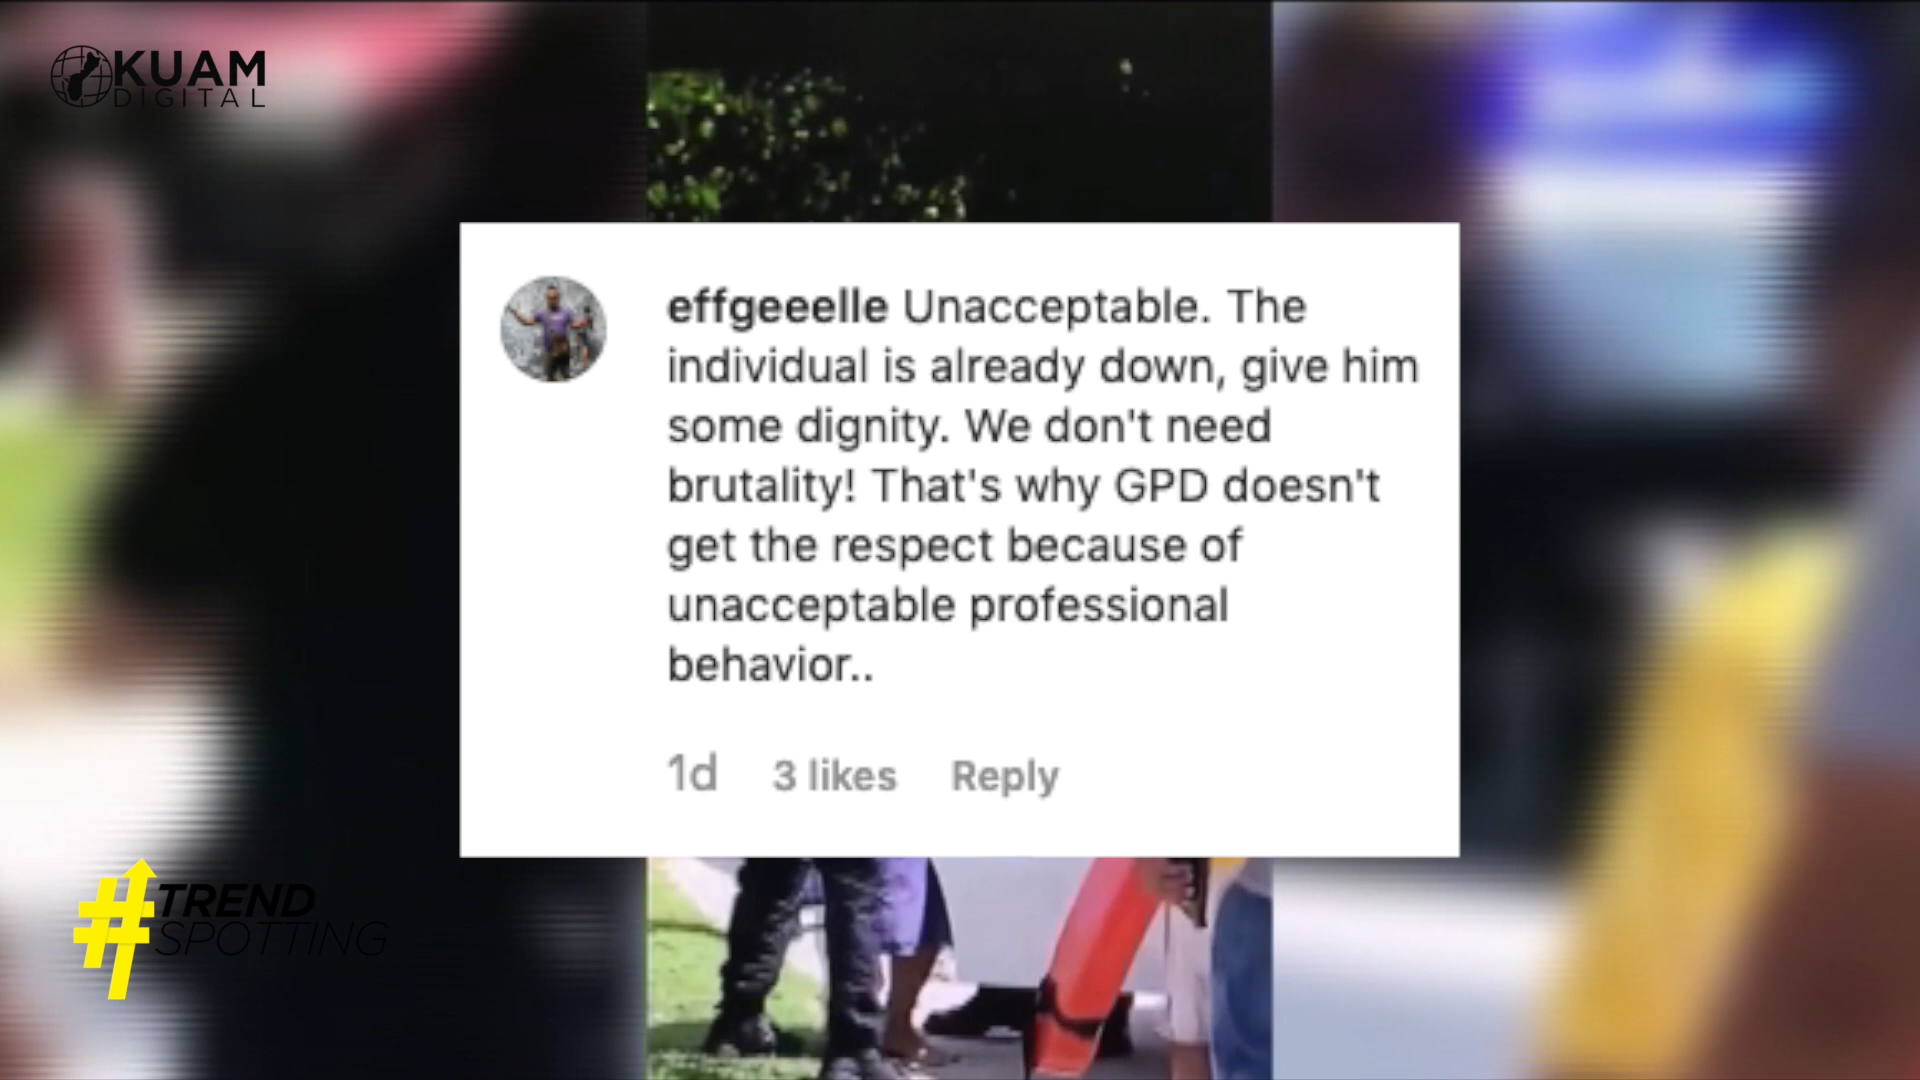 KUAM
DIGITAL
effgeeelle Unacceptable. The
individual is already down, give him
some dignity. We don't need
brutality! That's why GPD doesn't
get the respect because of
unacceptable professional
behavior..
1d 3 likes Reply
#TREND
SPOTTING